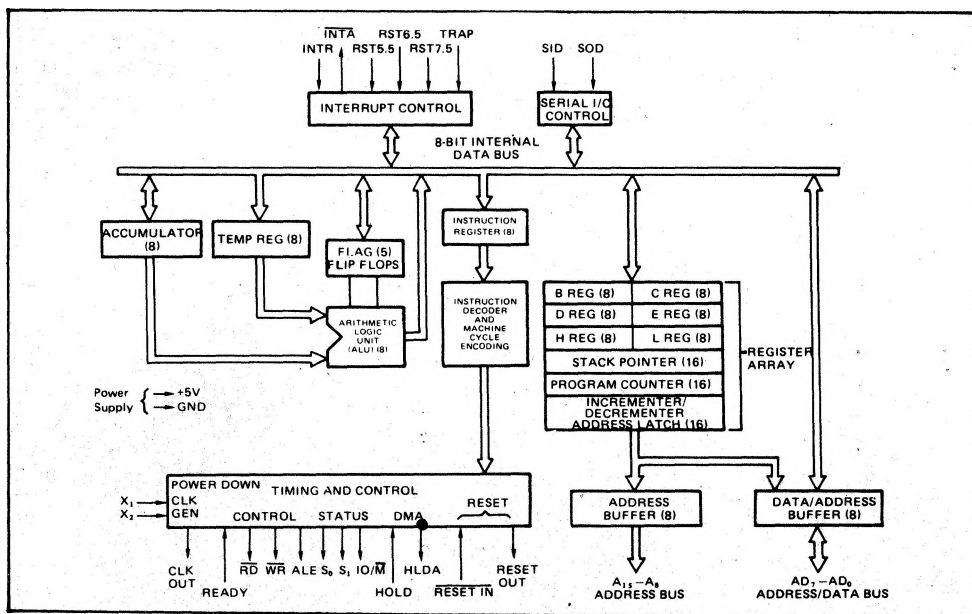 INTR
INTA
RST5.5
RST6.5
RST7.5
TRAP
SID SOD
INTERRUPT CONTROL
SERIAL I/O
CONTROL
8-BIT INTERNAL
DATA BUS
ACCUMULATOR
(8)
TEMP REG (8)
FLAG (5)
FLIP FLOPS
INSTRUCTION
REGISTER (8)
ARITHMETIC
LOGIC
UNIT
(ALU) (8)
INSTRUCTION
DECODER
AND
MACHINE
CYCLE
ENCODING
B REG (8) C REG (8)
D REG (8) E REG (8)
H REG (8) L REG (8)
STACK POINTER (16)
PROGRAM COUNTER (16)
INCREMENTER/
DECREMENTER
ADDRESS LATCH (16)
REGISTER
ARRAY
Power
Supply
+5V
GND
X₁
X₂
POWER DOWN
CLK
GEN
TIMING AND CONTROL
CONTROL STATUS DMA RESET
CLK
OUT
READY
RD WR ALE S₀ S₁ IO/M
HOLD
HLDA
RESET IN
RESET
OUT
ADDRESS
BUFFER (8)
DATA/ADDRESS
BUFFER (8)
A₁₅–A₈
ADDRESS BUS
AD₇–AD₀
ADDRESS/DATA BUS